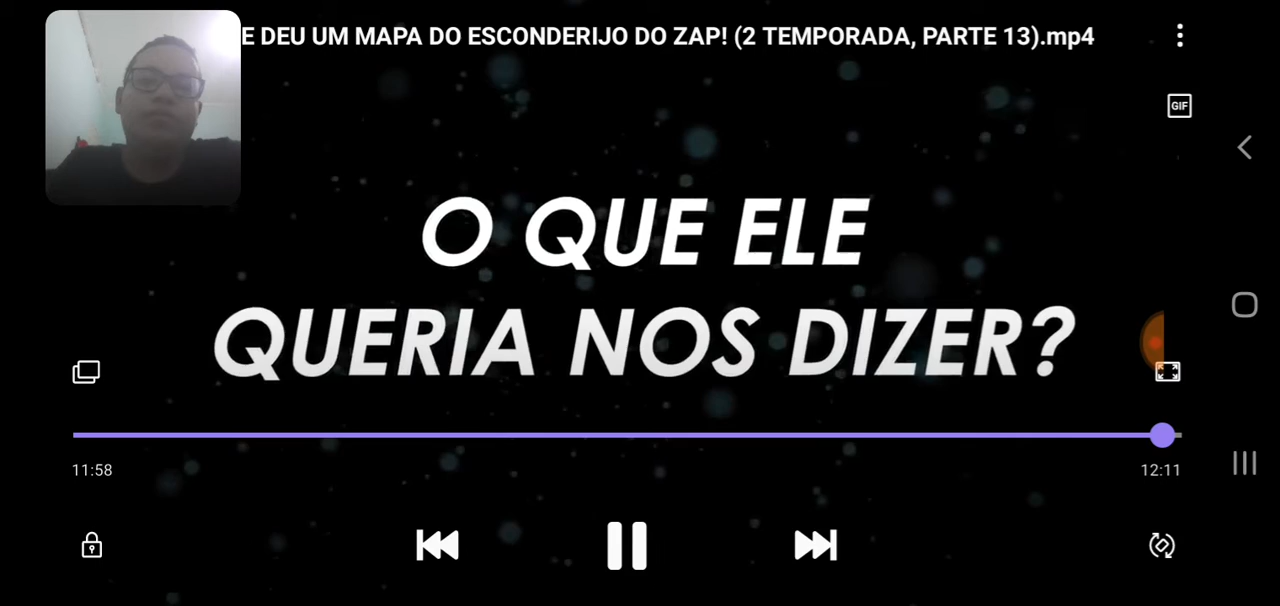 E DEU UM MAPA DO ESCONDERIJO DO ZAP! (2 TEMPORADA, PARTE 13).mp4
GIF
O QUE ELE
QUERIA NOS DIZER?
11:58
12:11